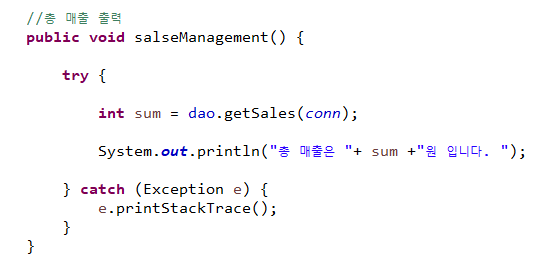 //총 매출 출력
public void salseManagement() {
try {
int sum = dao.getSales(conn);
System.out.println("총 매출은 "+ sum +"원 입니다. ");
} catch (Exception e) {
e.printStackTrace();
}
}